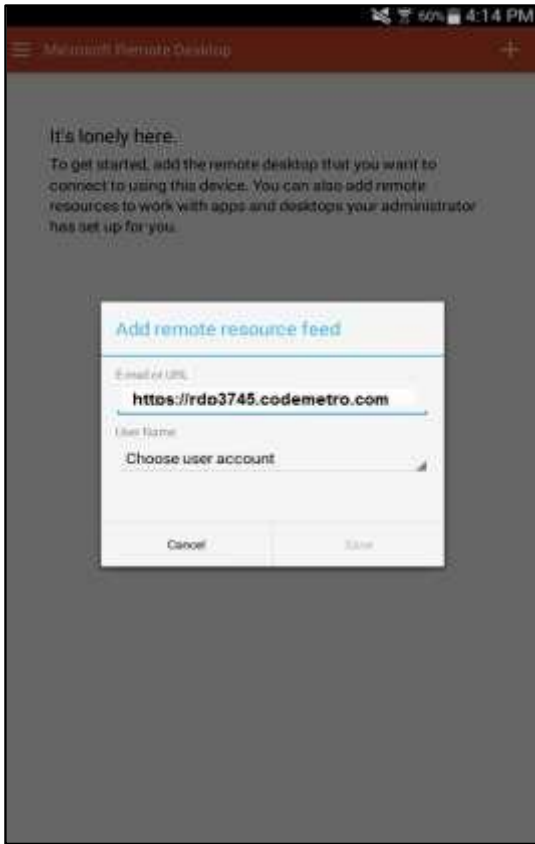 60% 4:14 PM
Microsoft Remote Desktop
It's lonely here.
To get started, add the remote desktop that you want to
connect to using this device. You can also add remote
resources to work with apps and desktops your administrator
has set up for you.
Add remote resource feed
Email or URL
https://rdp3745.codemetro.com
User Name
Choose user account
Cancel
Save